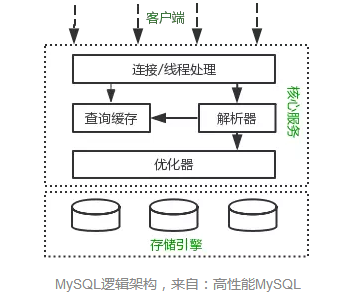 客户端
连接/线程处理
查询缓存
解析器
优化器
核心服务
存储引擎
MySQL逻辑架构，来自：高性能MySQL